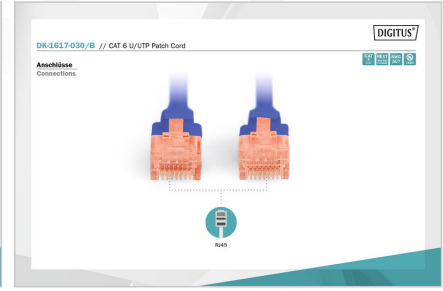 DIGITUS®
DK-1617-030/B // CAT 6 U/UTP Patch Cord
Anschlüsse
Connections
RJ45